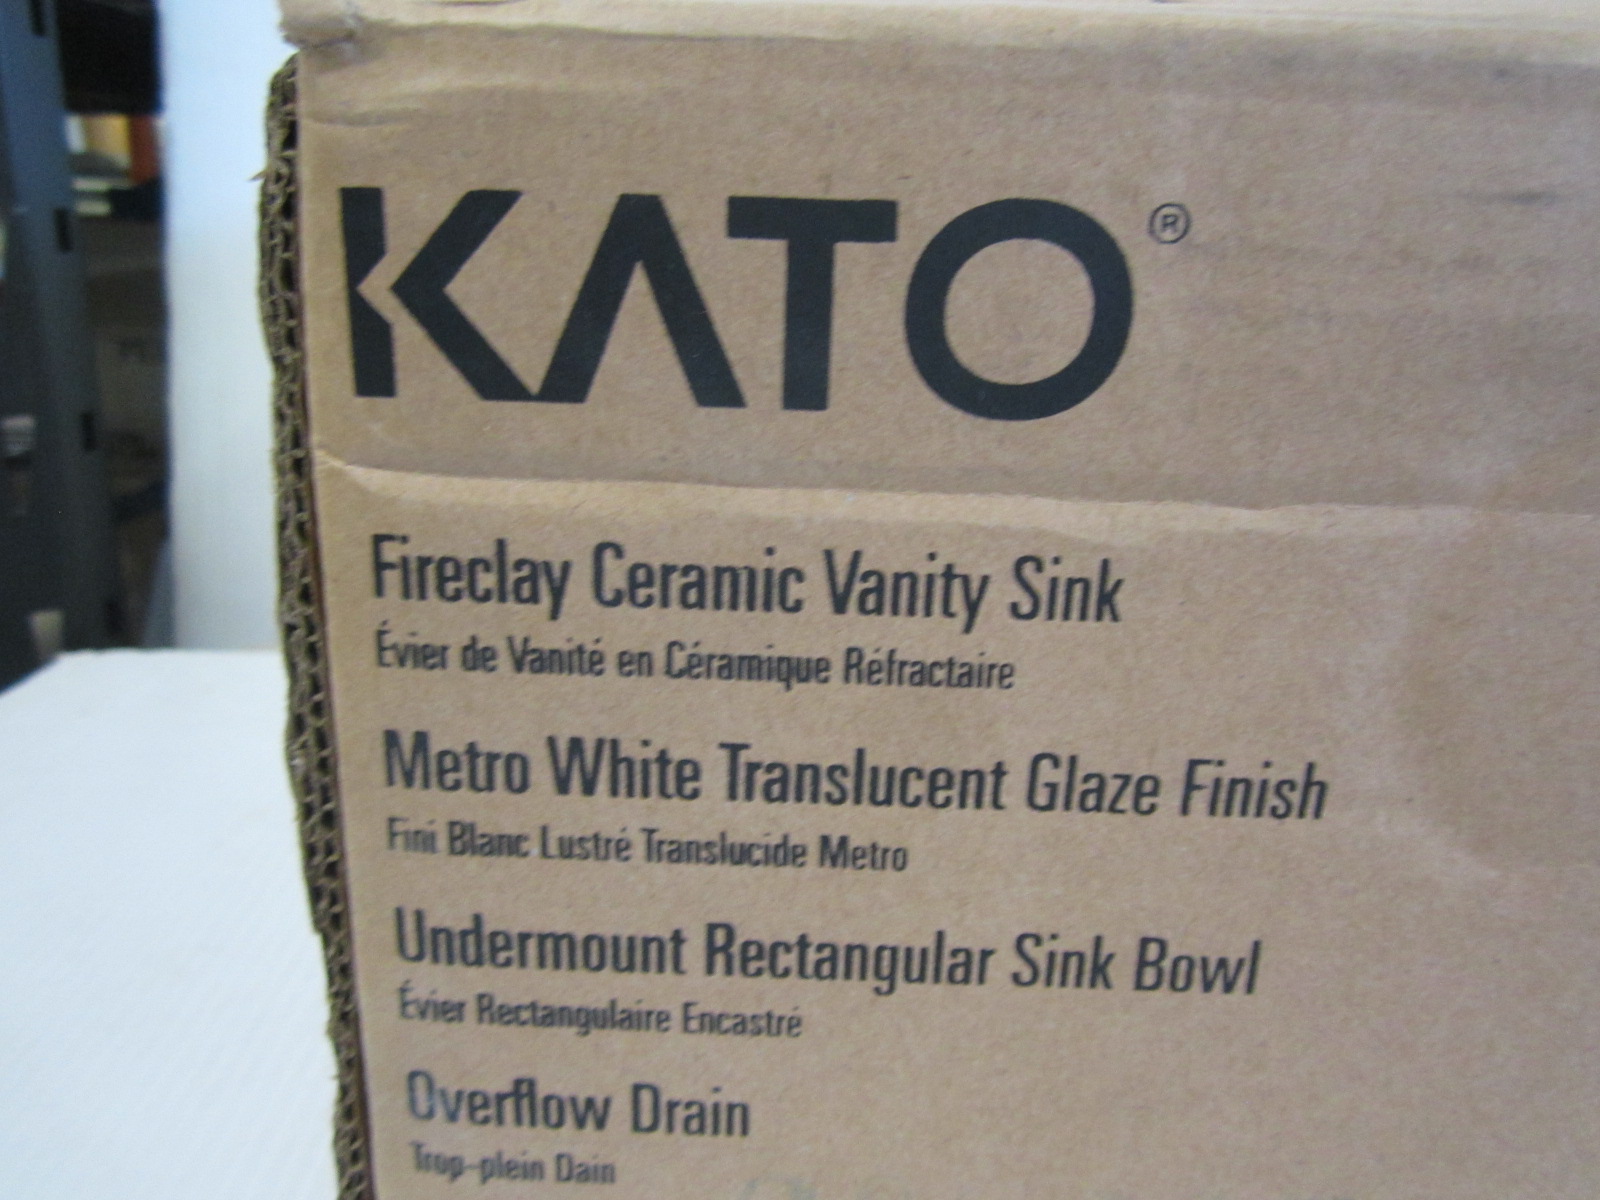 KATO®
Fireclay Ceramic Vanity Sink
Évier de Vanité en Céramique Réfractaire
Metro White Translucent Glaze Finish
Fini Blanc Lustré Translucide Metro
Undermount Rectangular Sink Bowl
Évier Rectangulaire Encastré
Overflow Drain
Trop-plein Dain